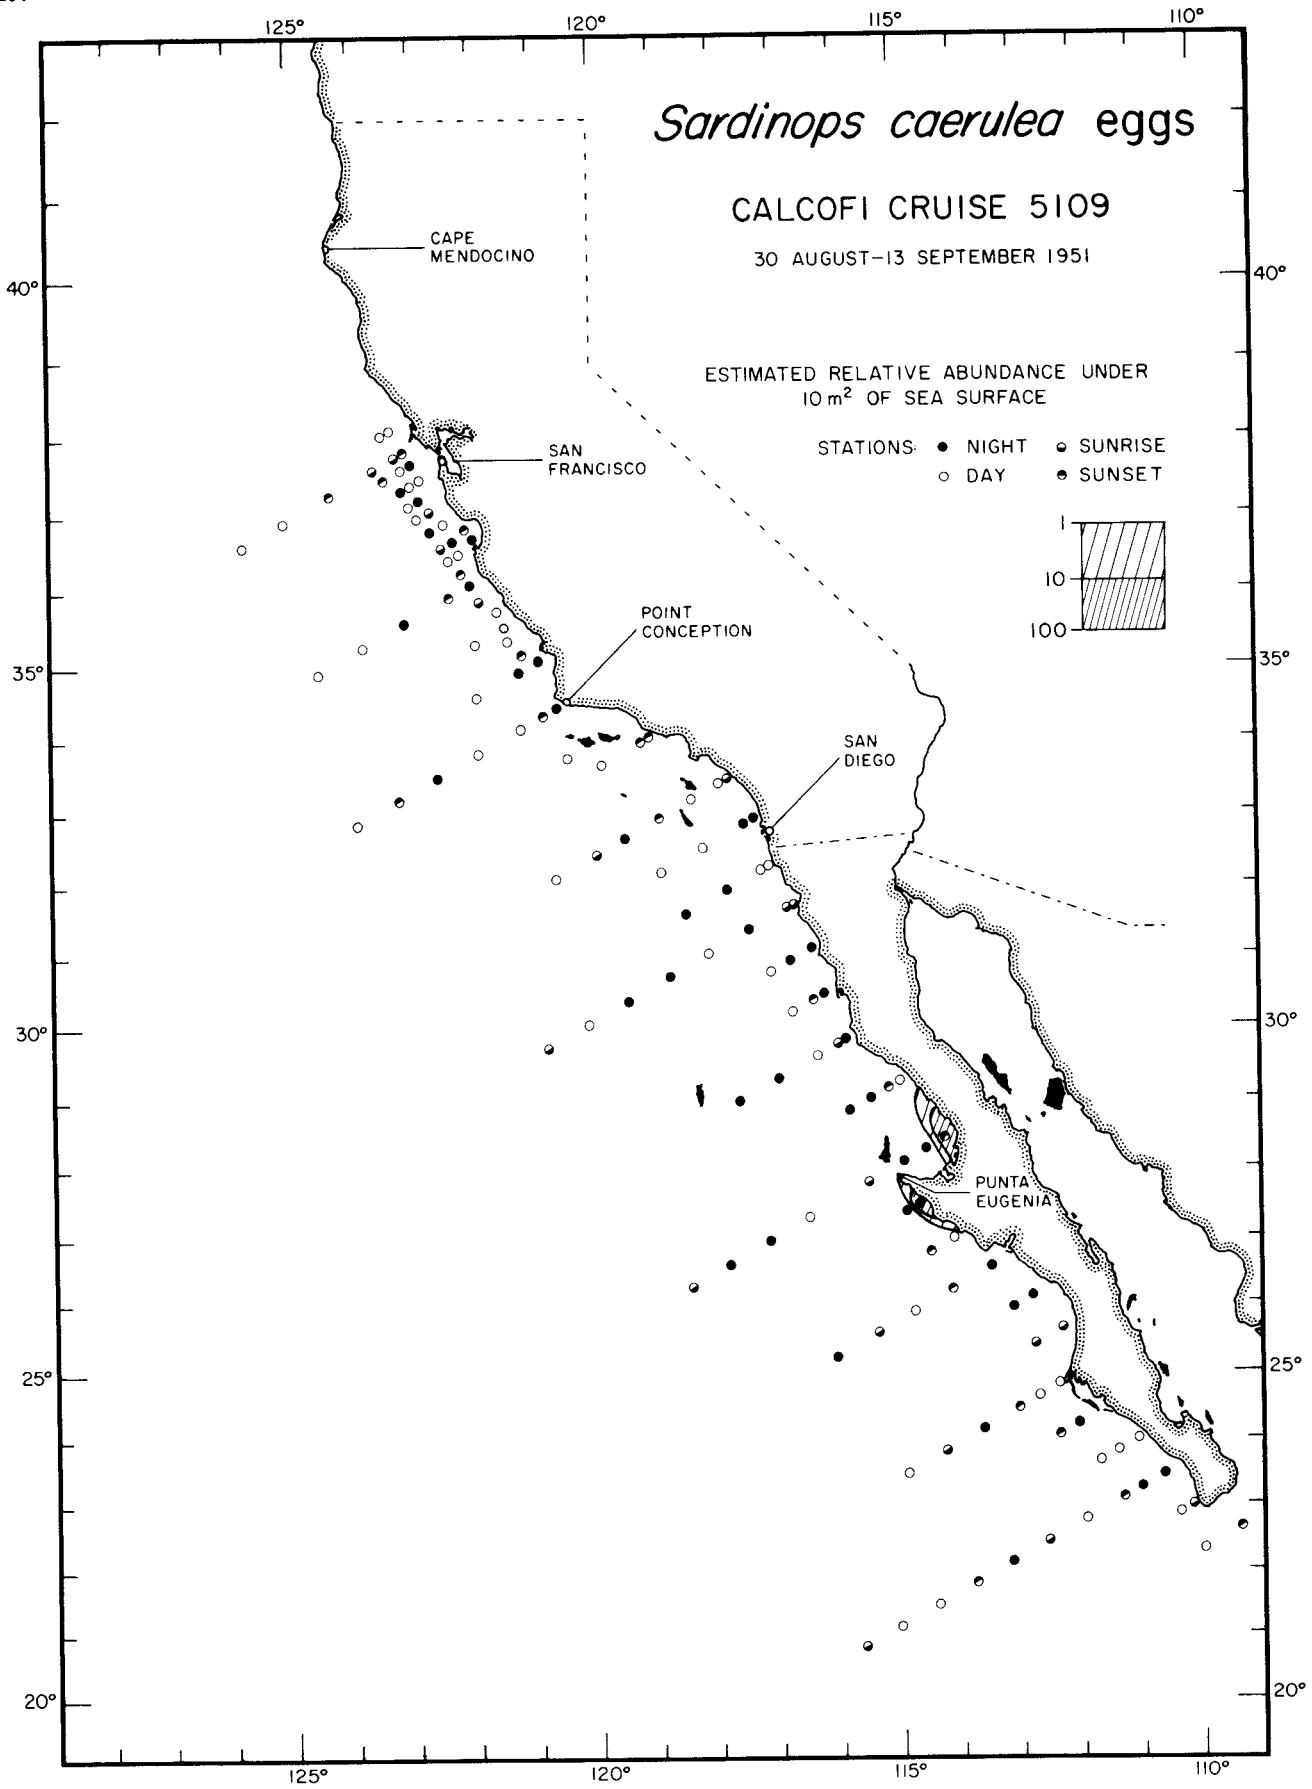 125°
120°
115°
110°
Sardinops caerulea eggs
CALCOFI CRUISE 5109
30 AUGUST–13 SEPTEMBER 1951
CAPE
MENDOCINO
40°
40°
ESTIMATED RELATIVE ABUNDANCE UNDER
10 m² OF SEA SURFACE
STATIONS: NIGHT SUNRISE
DAY SUNSET
SAN
FRANCISCO
1
10
100
POINT
CONCEPTION
35°
35°
SAN
DIEGO
30°
30°
PUNTA
EUGENIA
25°
25°
20°
20°
125°
120°
115°
110°